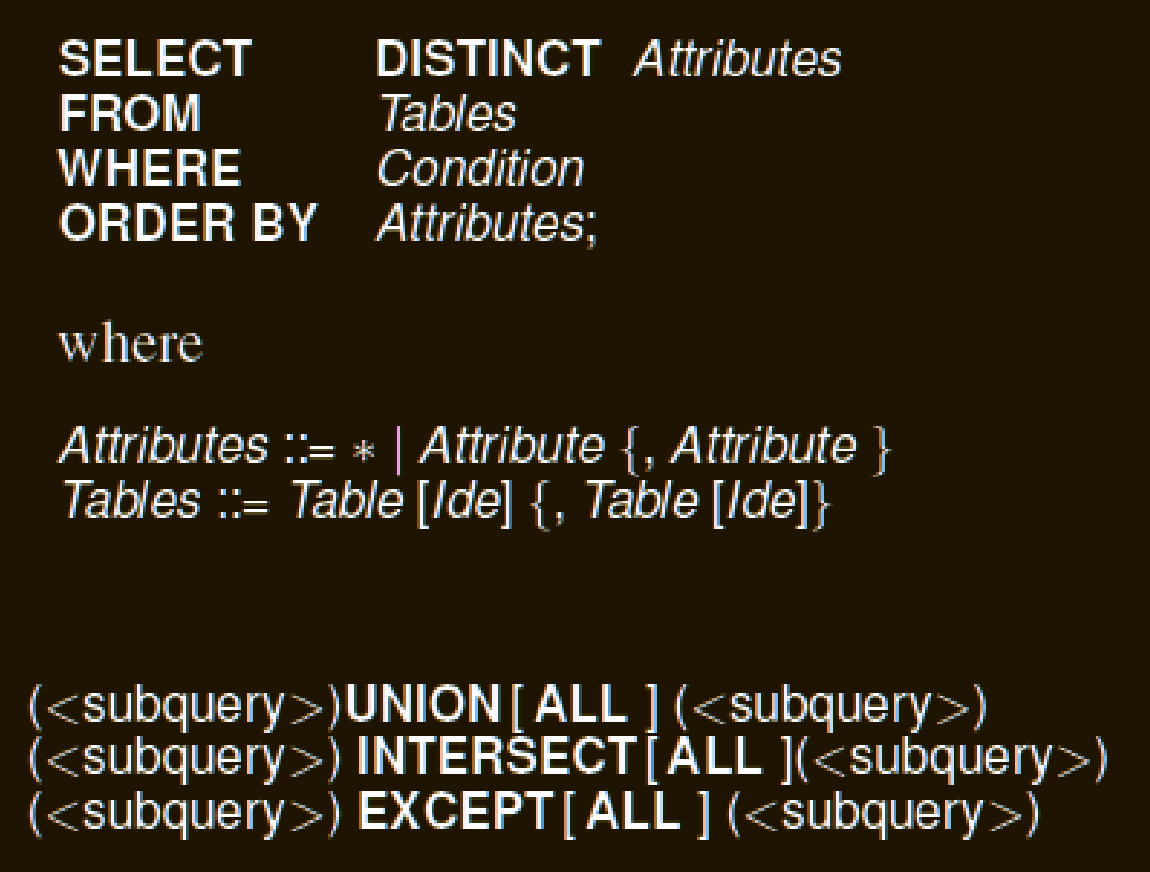 SELECT DISTINCT Attributes
FROM Tables
WHERE Condition
ORDER BY Attributes;
where
Attributes ::= * | Attribute {, Attribute }
Tables ::= Table [Ide] {, Table [Ide]}
(<subquery>)UNION [ ALL ] (<subquery>)
(<subquery>) INTERSECT [ ALL ](<subquery>)
(<subquery>) EXCEPT [ ALL ] (<subquery>)